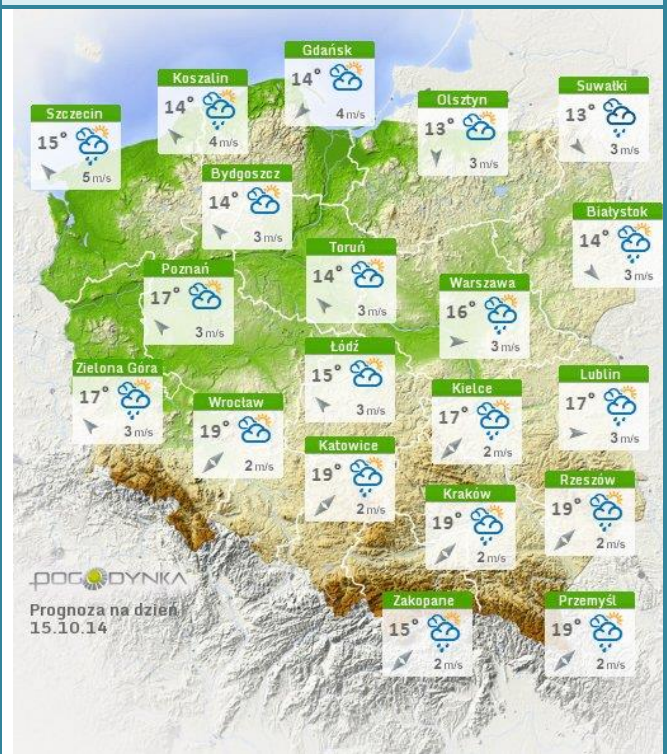 Gdańsk
14°
4 m/s
Koszalin
14°
4 m/s
Suwałki
13°
3 m/s
Olsztyn
13°
3 m/s
Szczecin
15°
5 m/s
Bydgoszcz
14°
3 m/s
Białystok
14°
3 m/s
Toruń
14°
3 m/s
Poznań
17°
3 m/s
Warszawa
16°
3 m/s
Łódź
15°
3 m/s
Zielona Góra
17°
3 m/s
Lublin
17°
3 m/s
Kielce
17°
2 m/s
Wrocław
19°
2 m/s
Katowice
19°
2 m/s
Rzeszów
19°
2 m/s
Kraków
19°
2 m/s
POGODYNKA
Prognoza na dzień
15.10.14
Zakopane
15°
2 m/s
Przemyśl
19°
2 m/s